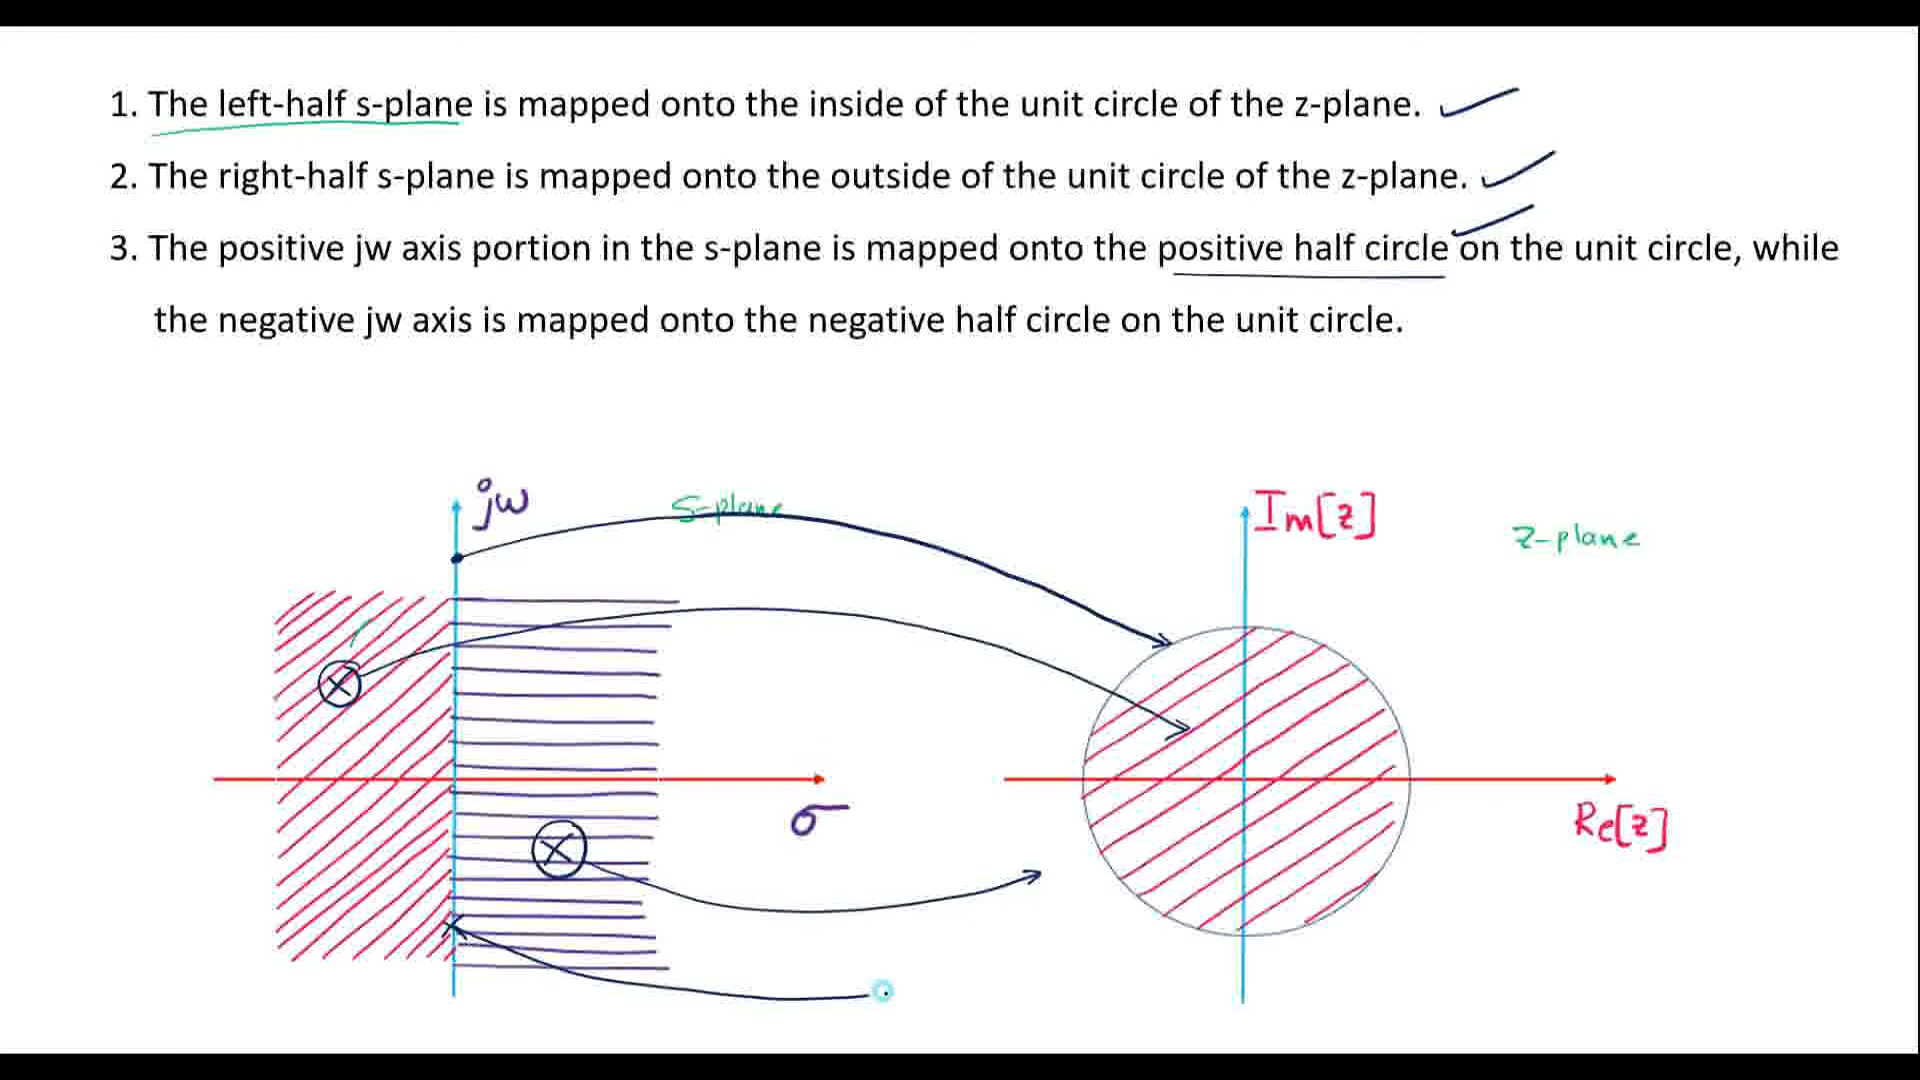 1. The left-half s-plane is mapped onto the inside of the unit circle of the z-plane.
2. The right-half s-plane is mapped onto the outside of the unit circle of the z-plane.
3. The positive jw axis portion in the s-plane is mapped onto the positive half circle on the unit circle, while
the negative jw axis is mapped onto the negative half circle on the unit circle.
jw
S-plane
Im[z]
z-plane
σ
Re[z]